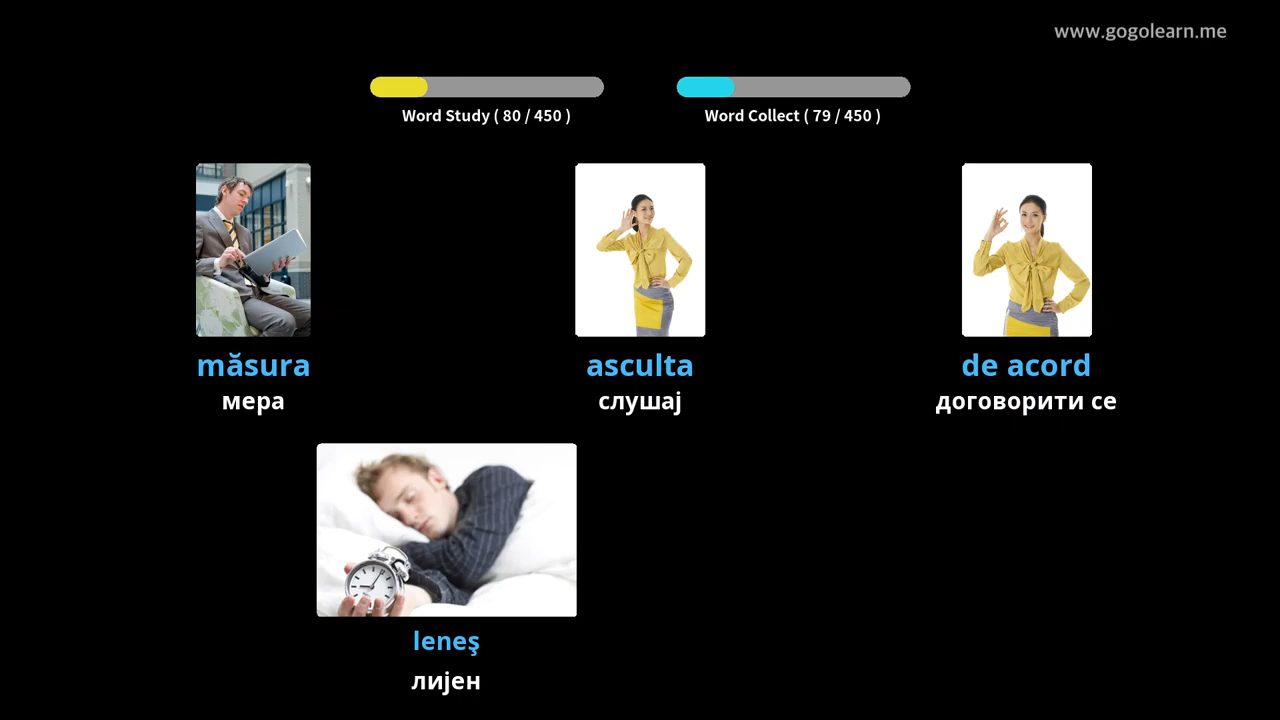 www.gogolearn.me
Word Study ( 80 / 450 )
Word Collect ( 79 / 450 )
măsura
мера
asculta
слушај
de acord
договорити се
leneş
лијен